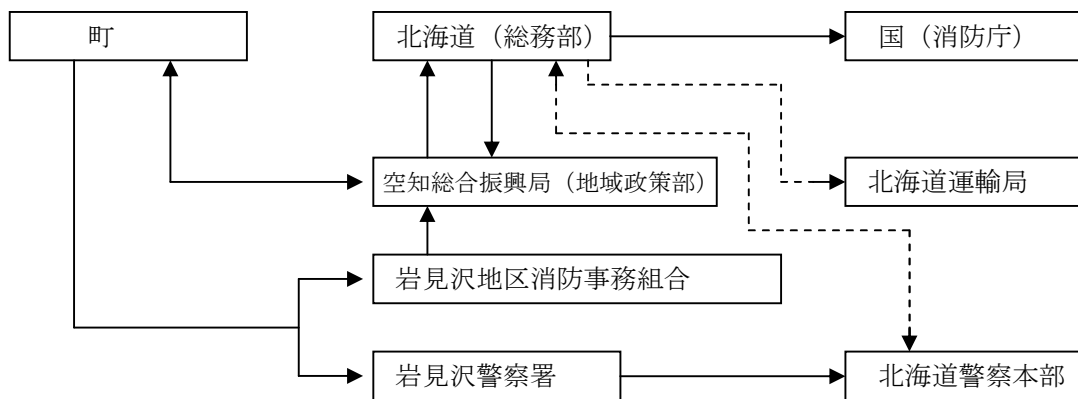 町
北海道（総務部）
国（消防庁）
空知総合振興局（地域政策部）
北海道運輸局
岩見沢地区消防事務組合
岩見沢警察署
北海道警察本部